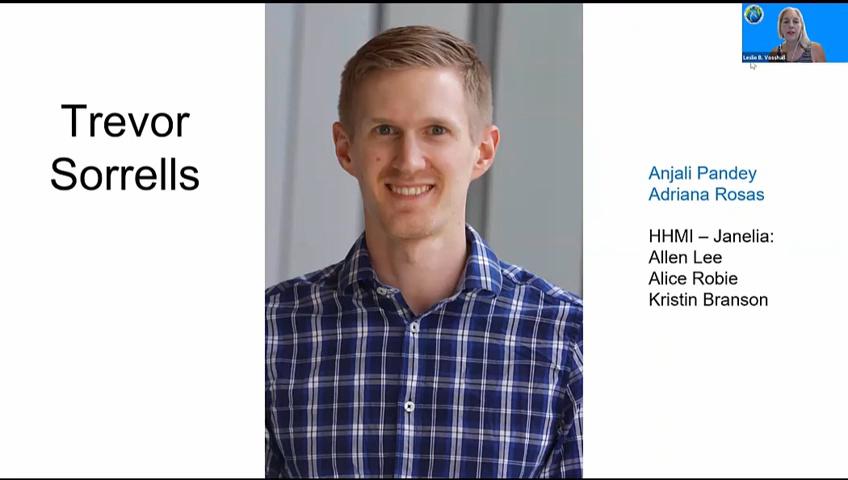 Trevor
Sorrells
Anjali Pandey
Adriana Rosas
HHMI – Janelia:
Allen Lee
Alice Robie
Kristin Branson
Leslie B. Vosshall